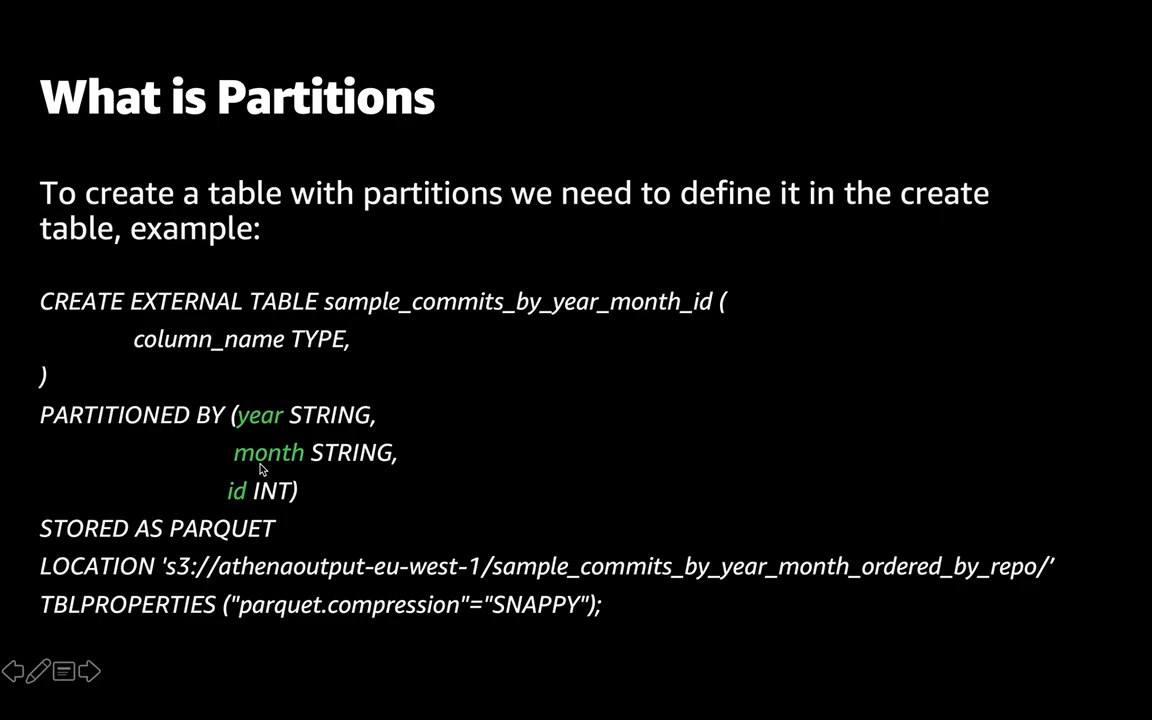 What is Partitions
To create a table with partitions we need to define it in the create
table, example:
CREATE EXTERNAL TABLE sample_commits_by_year_month_id (
column_name TYPE,
)
PARTITIONED BY (year STRING,
month STRING,
id INT)
STORED AS PARQUET
LOCATION 's3://athenaoutput-eu-west-1/sample_commits_by_year_month_ordered_by_repo/’
TBLPROPERTIES ("parquet.compression"="SNAPPY");